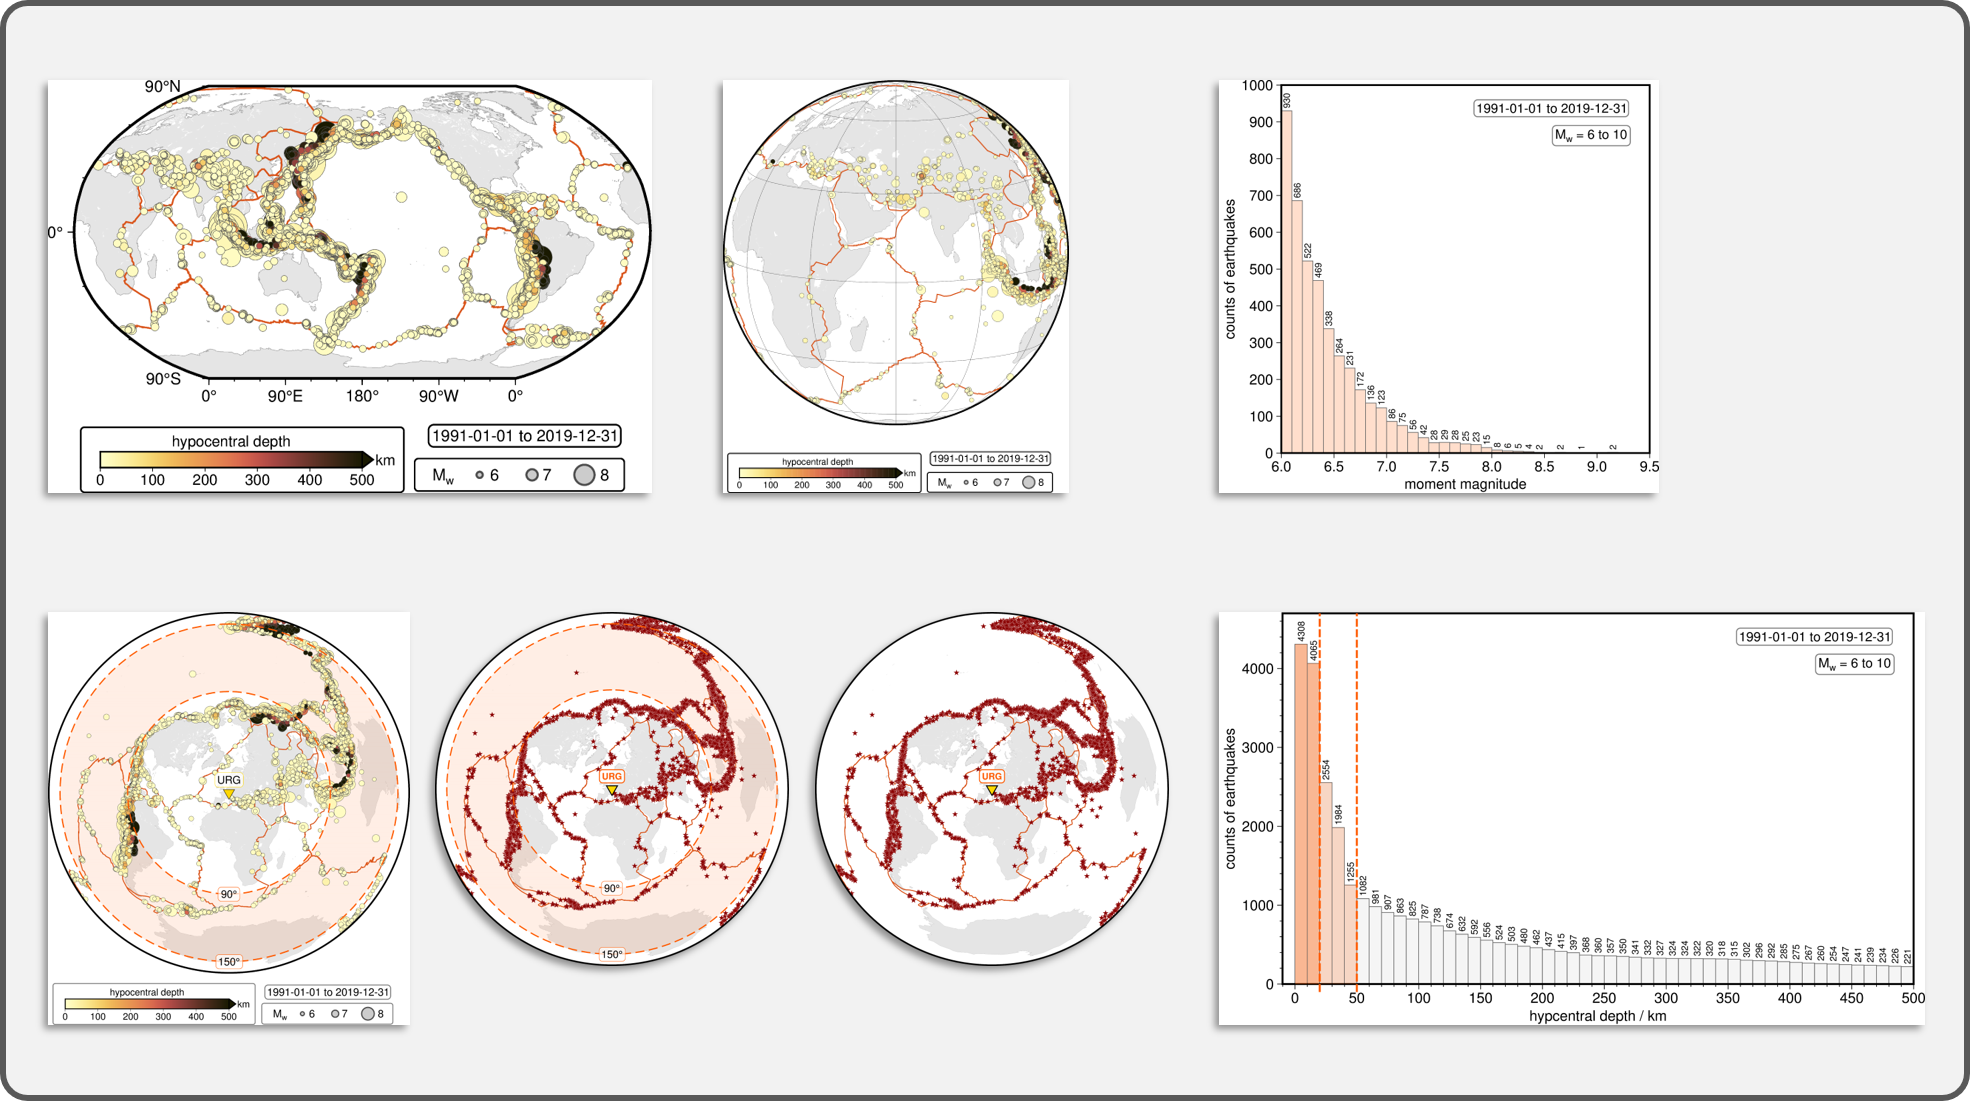 90°N
0°
90°S
0° 90°E 180° 90°W 0°
hypocentral depth
km
0 100 200 300 400 500
1991-01-01 to 2019-12-31
Mw 6 7 8
hypocentral depth
km
0 100 200 300 400 500
1991-01-01 to 2019-12-31
Mw 6 7 8
1991-01-01 to 2019-12-31
Mw = 6 to 10
counts of earthquakes
1000
900
800
700
600
500
400
300
200
100
0
930 686 522 469 338 264 231 172 136 123 86 75 56 42 28 29 28 25 23 15 8 6 5 4 2 2 1 2
6.0 6.5 7.0 7.5 8.0 8.5 9.0 9.5
moment magnitude
URG
90°
150°
hypocentral depth
km
0 100 200 300 400 500
1991-01-01 to 2019-12-31
Mw 6 7 8
URG
90°
150°
URG
1991-01-01 to 2019-12-31
Mw = 6 to 10
counts of earthquakes
4000
3000
2000
1000
0
4308 4065 2554 1984 1255 1082 981 907 863 825 787 738 674 632 592 556 524 503 480 462 437 415 397 368 360 357 350 341 332 327 324 324 322 320 318 315 302 296 292 285 275 267 260 254 247 241 239 234 226 221
0 50 100 150 200 250 300 350 400 450 500
hypcentral depth / km